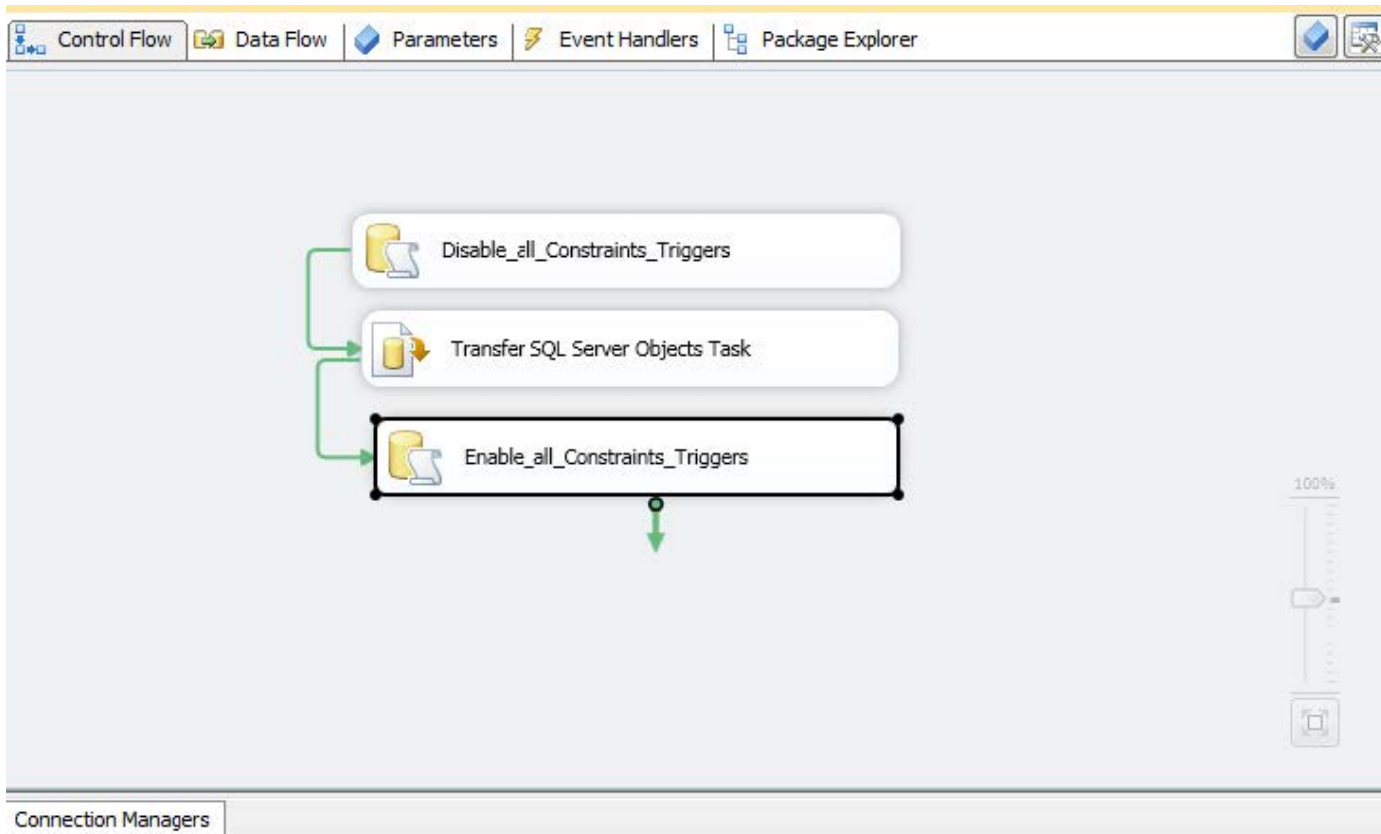 Control Flow Data Flow Parameters Event Handlers Package Explorer
Disable_all_Constraints_Triggers
Transfer SQL Server Objects Task
Enable_all_Constraints_Triggers
100%
Connection Managers